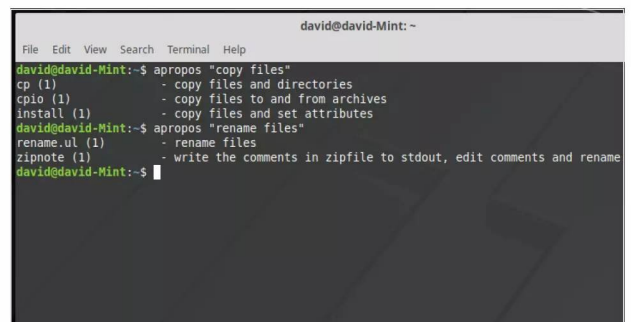 david@david-Mint: ~
File Edit View Search Terminal Help
david@david-Mint:~$ apropos "copy files"
cp (1) - copy files and directories
cpio (1) - copy files to and from archives
install (1) - copy files and set attributes
david@david-Mint:~$ apropos "rename files"
rename.ul (1) - rename files
zipnote (1) - write the comments in zipfile to stdout, edit comments and rename
david@david-Mint:~$